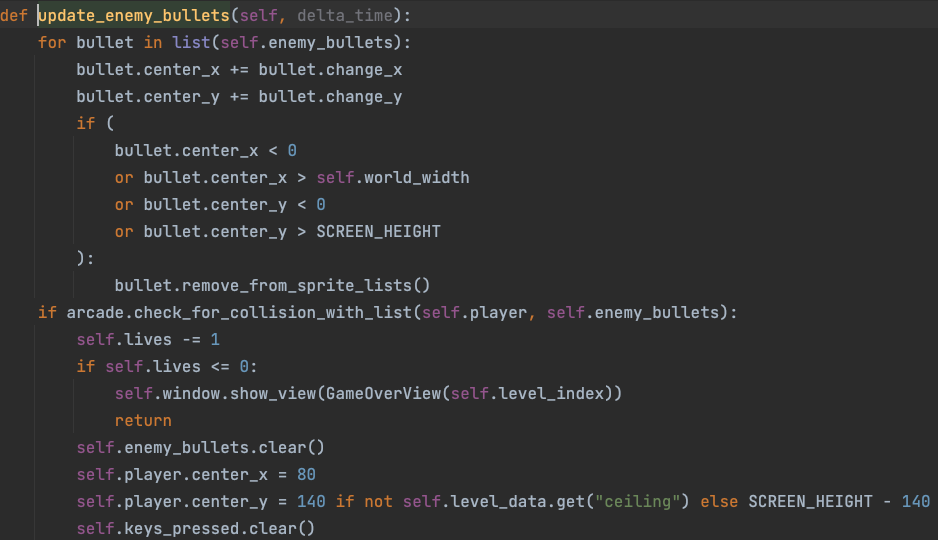 def update_enemy_bullets(self, delta_time):
    for bullet in list(self.enemy_bullets):
        bullet.center_x += bullet.change_x
        bullet.center_y += bullet.change_y
        if (
            bullet.center_x < 0
            or bullet.center_x > self.world_width
            or bullet.center_y < 0
            or bullet.center_y > SCREEN_HEIGHT
        ):
            bullet.remove_from_sprite_lists()
    if arcade.check_for_collision_with_list(self.player, self.enemy_bullets):
        self.lives -= 1
        if self.lives <= 0:
            self.window.show_view(GameOverView(self.level_index))
            return
        self.enemy_bullets.clear()
        self.player.center_x = 80
        self.player.center_y = 140 if not self.level_data.get("ceiling") else SCREEN_HEIGHT - 140
        self.keys_pressed.clear()